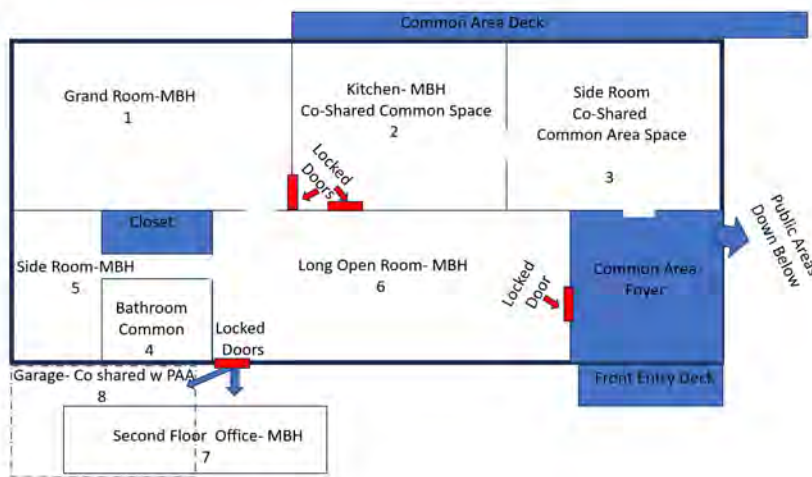 Common Area Deck
Grand Room-MBH
1
Kitchen- MBH
Co-Shared Common Space
2
Side Room
Co-Shared
Common Area Space
3
Locked
Doors
Public Areas
Down Below
Closet
Side Room-MBH
5
Long Open Room- MBH
6
Common Area
Foyer
Locked
Door
Bathroom
Common
4
Locked
Doors
Garage- Co shared w PAA
8
Front Entry Deck
Second Floor Office- MBH
7